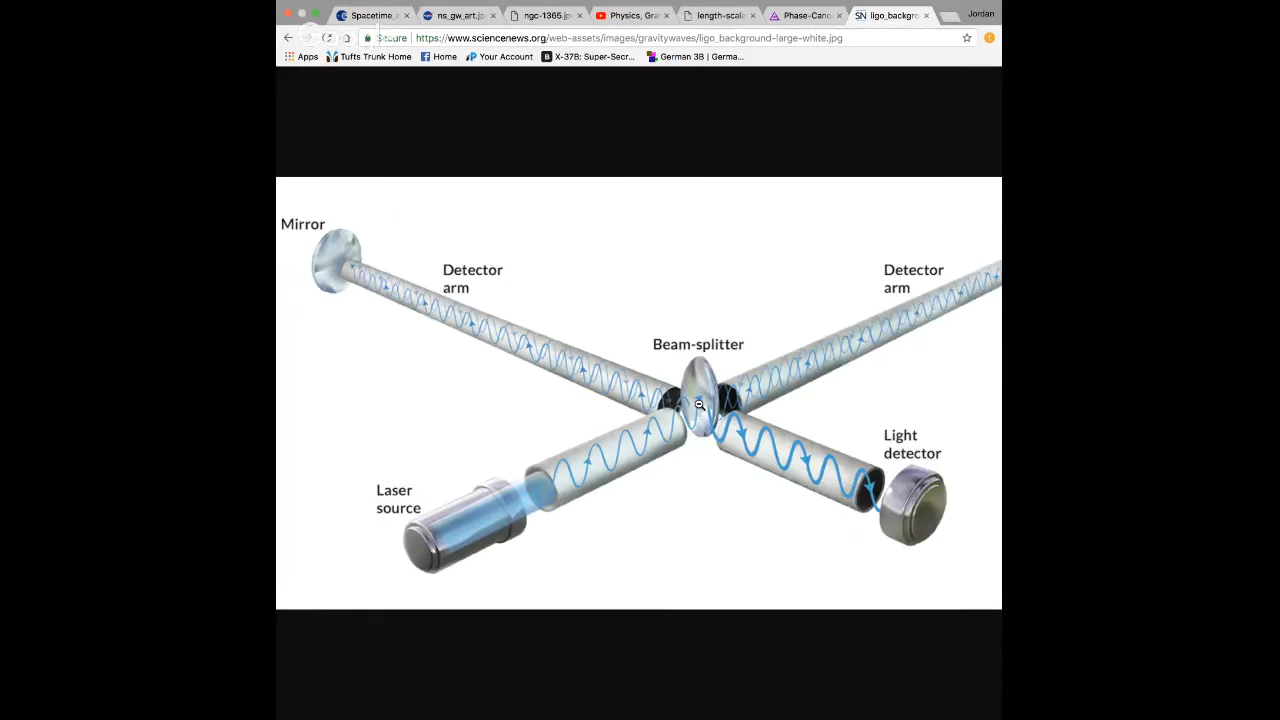 Spacetime_c
ns_gw_art.jp
ngc-1365.jp
Physics, Gra
length-scale
Phase-Canc
ligo_backgro
Jordan
Secure
https://www.sciencenews.org/web-assets/images/gravitywaves/ligo_background-large-white.jpg
Apps
Tufts Trunk Home
Home
Your Account
X-37B: Super-Secr...
German 3B | Germa...
Mirror
Detector
arm
Detector
arm
Beam-splitter
Light
detector
Laser
source